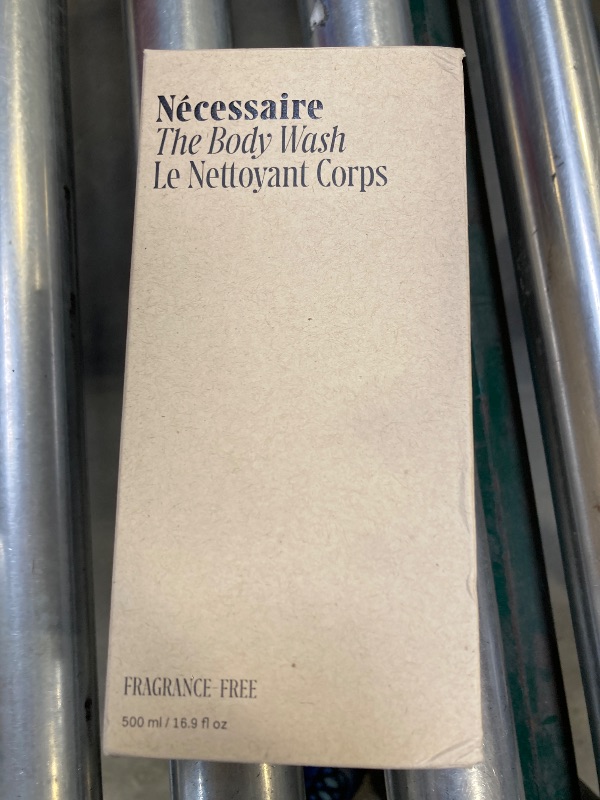 Nécessaire
The Body Wash
Le Nettoyant Corps
FRAGRANCE-FREE
500 ml / 16.9 fl oz